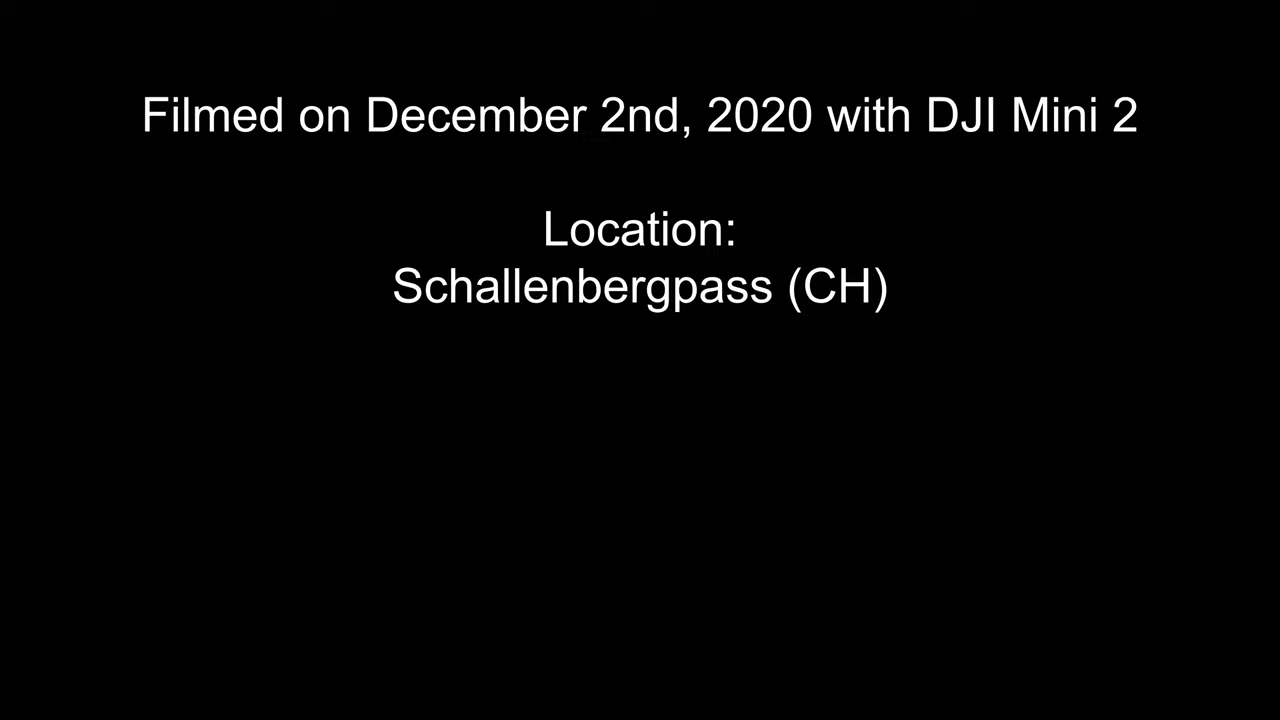 Filmed on December 2nd, 2020 with DJI Mini 2
Location:
Schallenbergpass (CH)